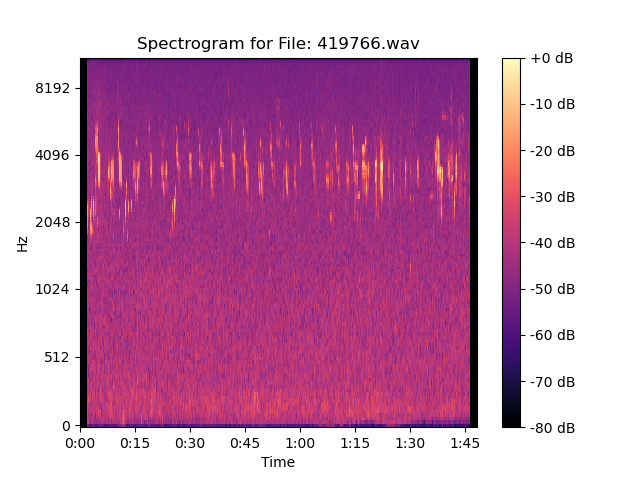 Spectrogram for File: 419766.wav
8192
4096
2048
1024
512
0
Hz
0:00 0:15 0:30 0:45 1:00 1:15 1:30 1:45
Time
+0 dB
-10 dB
-20 dB
-30 dB
-40 dB
-50 dB
-60 dB
-70 dB
-80 dB